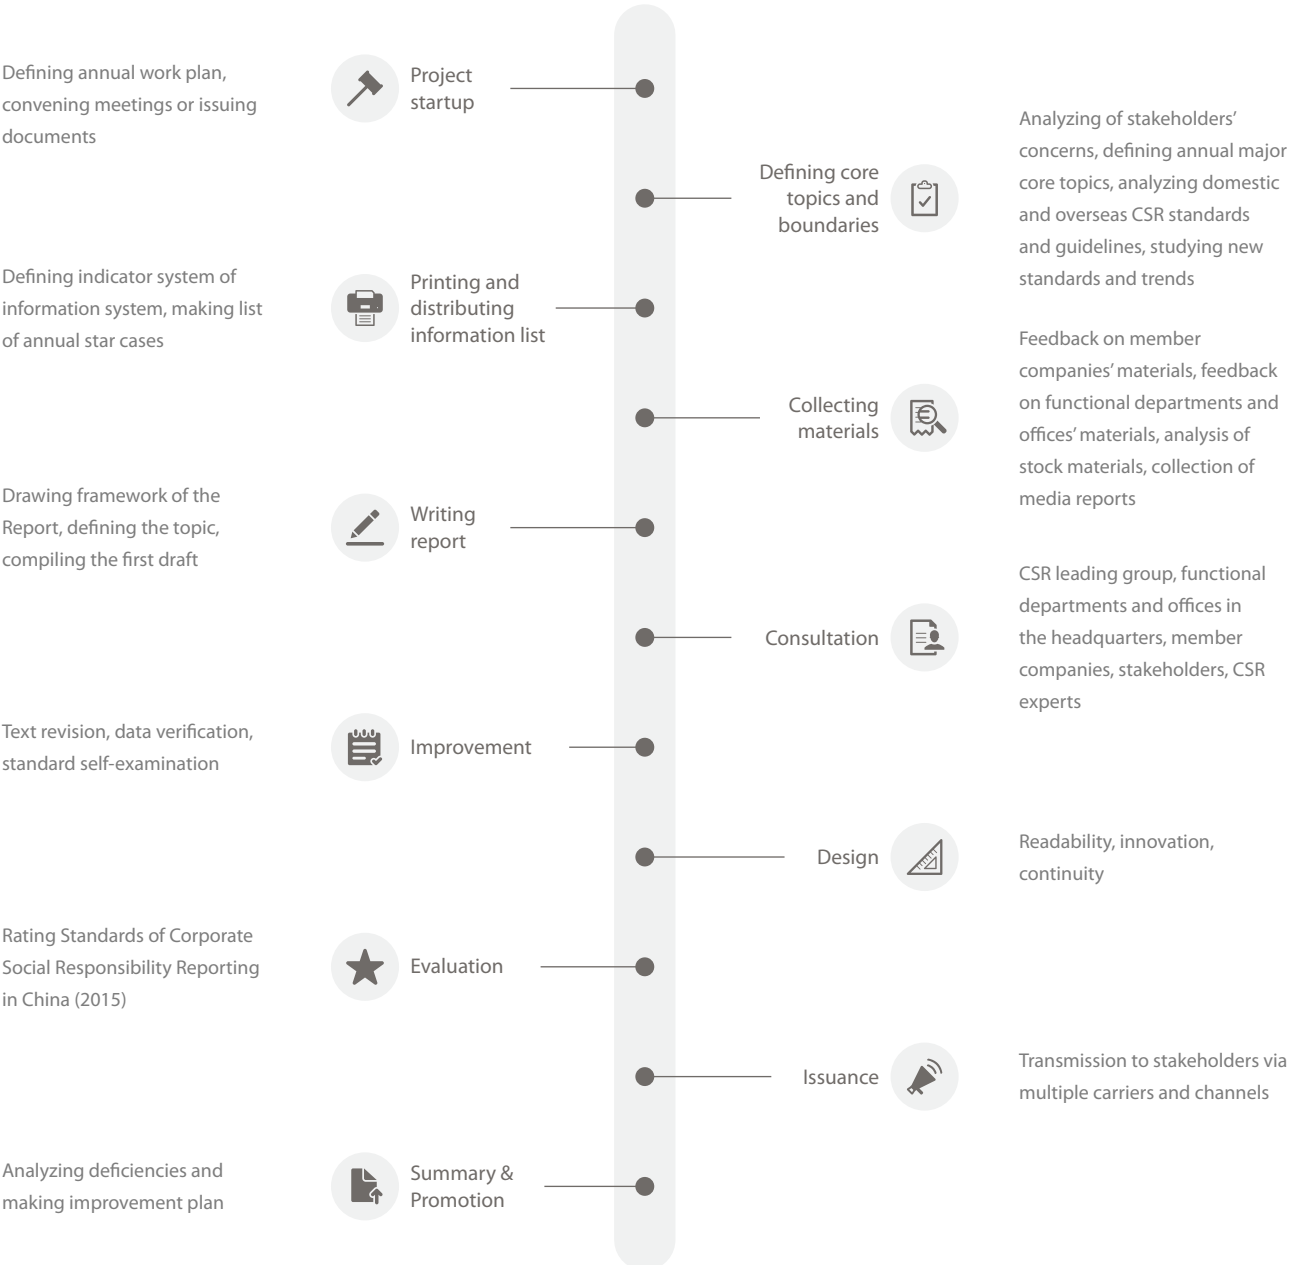 Defining annual work plan,
convening meetings or issuing
documents
Project
startup
Defining core
topics and
boundaries
Analyzing of stakeholders’
concerns, defining annual major
core topics, analyzing domestic
and overseas CSR standards
and guidelines, studying new
standards and trends
Defining indicator system of
information system, making list
of annual star cases
Printing and
distributing
information list
Collecting
materials
Feedback on member
companies’ materials, feedback
on functional departments and
offices’ materials, analysis of
stock materials, collection of
media reports
Drawing framework of the
Report, defining the topic,
compiling the first draft
Writing
report
Consultation
CSR leading group, functional
departments and offices in
the headquarters, member
companies, stakeholders, CSR
experts
Text revision, data verification,
standard self-examination
Improvement
Design
Readability, innovation,
continuity
Rating Standards of Corporate
Social Responsibility Reporting
in China (2015)
Evaluation
Issuance
Transmission to stakeholders via
multiple carriers and channels
Analyzing deficiencies and
making improvement plan
Summary &
Promotion